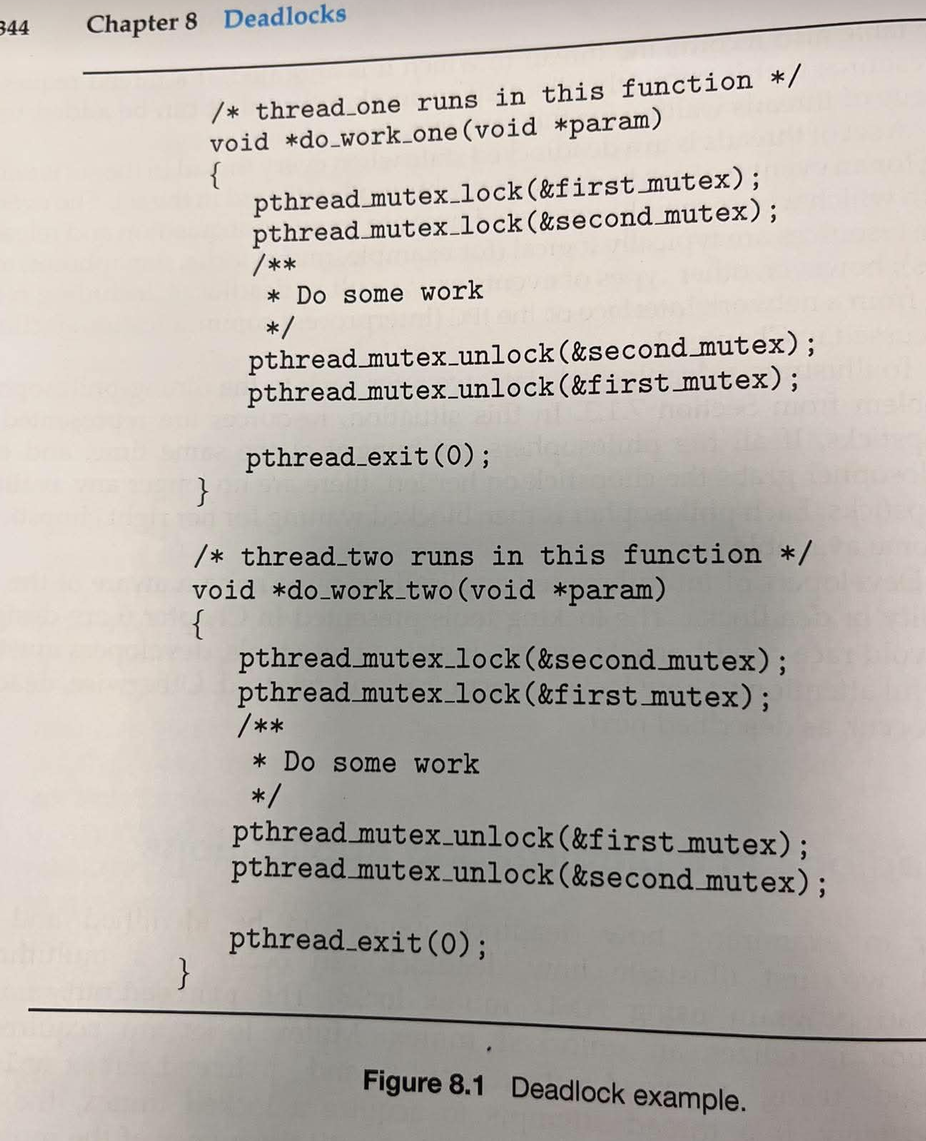 344 Chapter 8 Deadlocks
/* thread_one runs in this function */
void *do_work_one(void *param)
{
pthread_mutex_lock(&first_mutex);
pthread_mutex_lock(&second_mutex);
/**
* Do some work
*/
pthread_mutex_unlock(&second_mutex);
pthread_mutex_unlock(&first_mutex);
pthread_exit(0);
}
/* thread_two runs in this function */
void *do_work_two(void *param)
{
pthread_mutex_lock(&second_mutex);
pthread_mutex_lock(&first_mutex);
/**
* Do some work
*/
pthread_mutex_unlock(&first_mutex);
pthread_mutex_unlock(&second_mutex);
pthread_exit(0);
}
Figure 8.1 Deadlock example.